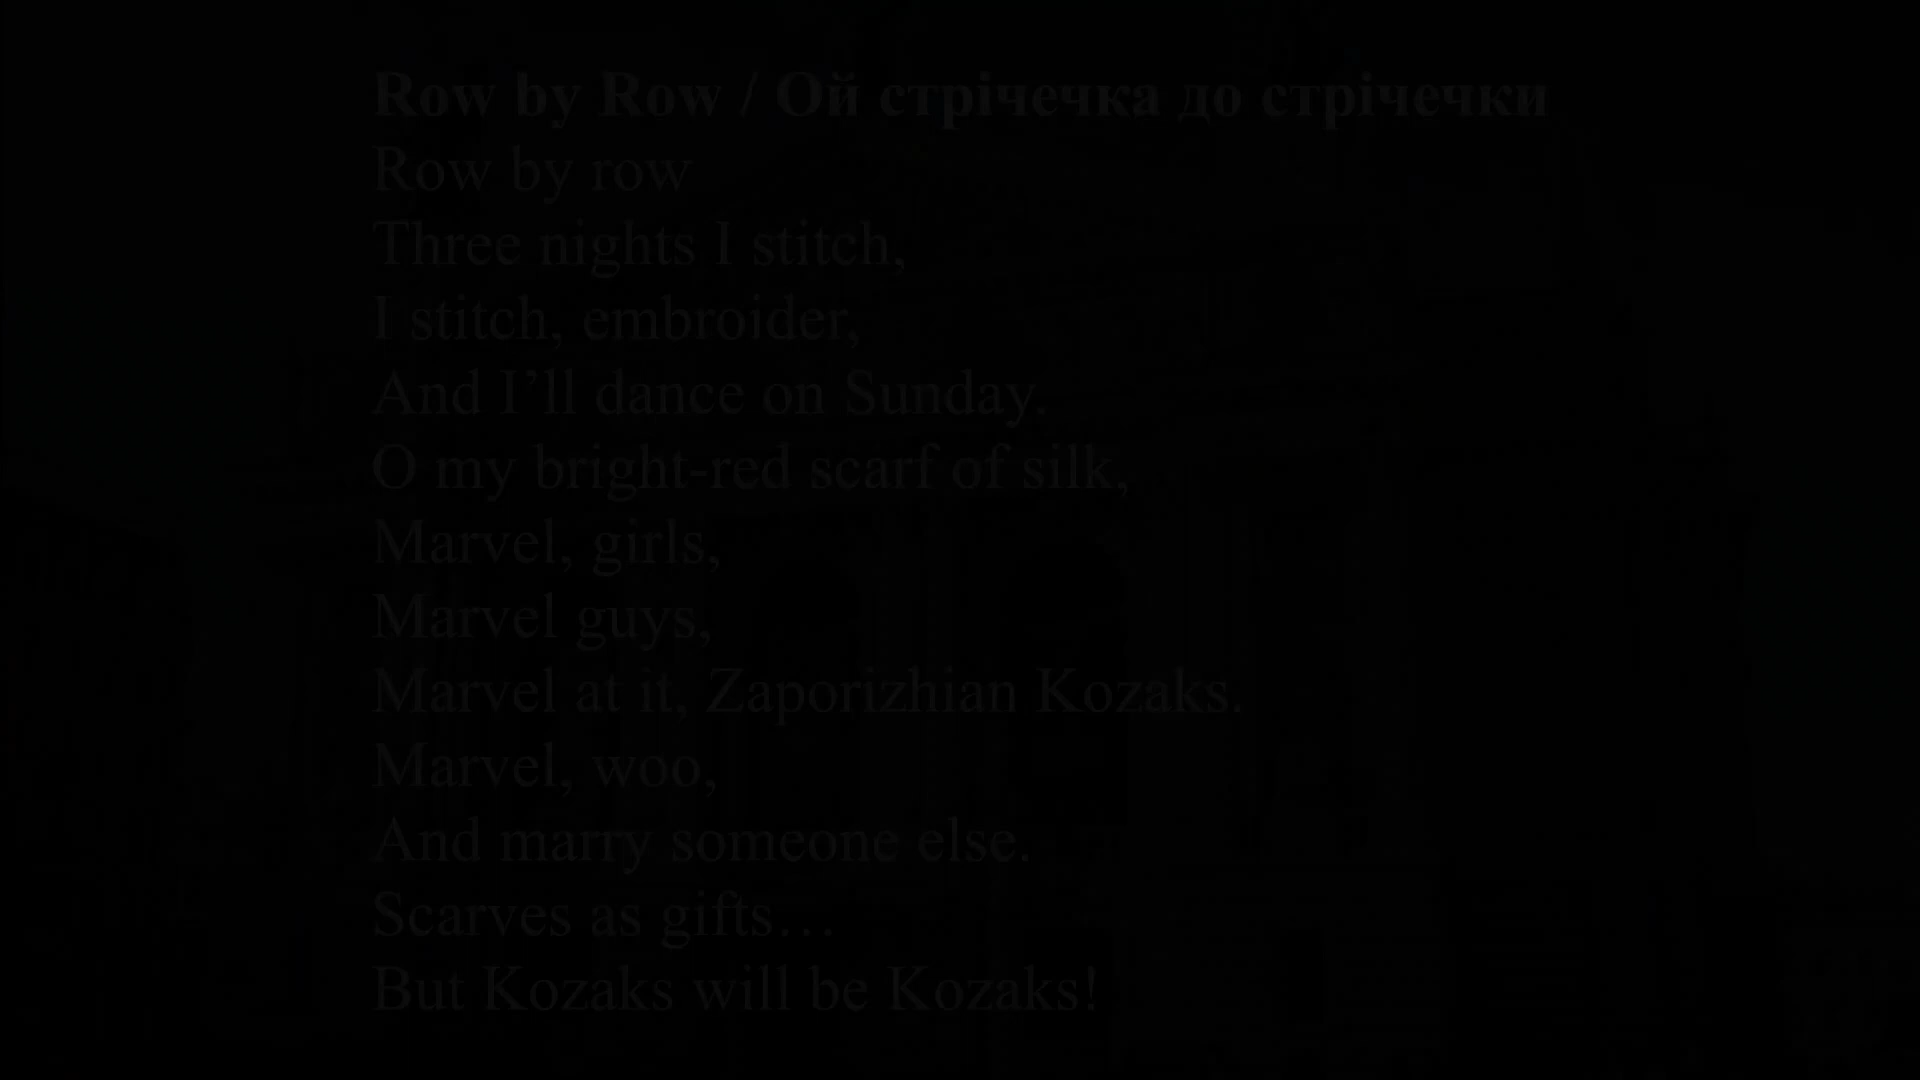 Row by Row / Ой стрічечка до стрічечки
Row by row
Three nights I stitch,
I stitch, embroider,
And I’ll dance on Sunday.
O my bright-red scarf of silk,
Marvel, girls,
Marvel guys,
Marvel at it, Zaporizhian Kozaks.
Marvel, woo,
And marry someone else.
Scarves as gifts…
But Kozaks will be Kozaks!